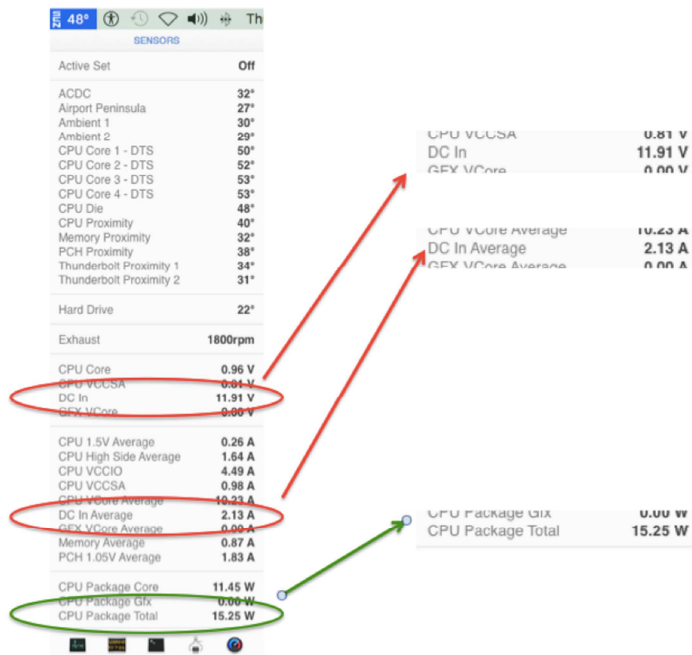 48° Th
SENSORS
Active Set Off
ACDC 32°
Airport Peninsula 27°
Ambient 1 30°
Ambient 2 29°
CPU Core 1 - DTS 50°
CPU Core 2 - DTS 52°
CPU Core 3 - DTS 53°
CPU Core 4 - DTS 53°
CPU Die 48°
CPU Proximity 40°
Memory Proximity 32°
PCH Proximity 38°
Thunderbolt Proximity 1 34°
Thunderbolt Proximity 2 31°
Hard Drive 22°
Exhaust 1800rpm
CPU Core 0.96 V
CPU VCCSA 0.81 V
DC In 11.91 V
GFX VCore 0.00 V
CPU 1.5V Average 0.26 A
CPU High Side Average 1.64 A
CPU VCCIO 4.49 A
CPU VCCSA 0.98 A
CPU VCore Average 10.23 A
DC In Average 2.13 A
GFX VCore Average 0.00 A
Memory Average 0.87 A
PCH 1.05V Average 1.83 A
CPU Package Core 11.45 W
CPU Package Gfx 0.00 W
CPU Package Total 15.25 W
CPU VCCSA 0.81 V
DC In 11.91 V
GFX VCore 0.00 V
CPU VCore Average 10.23 A
DC In Average 2.13 A
GFX VCore Average 0.00 A
CPU Package Gfx 0.00 W
CPU Package Total 15.25 W